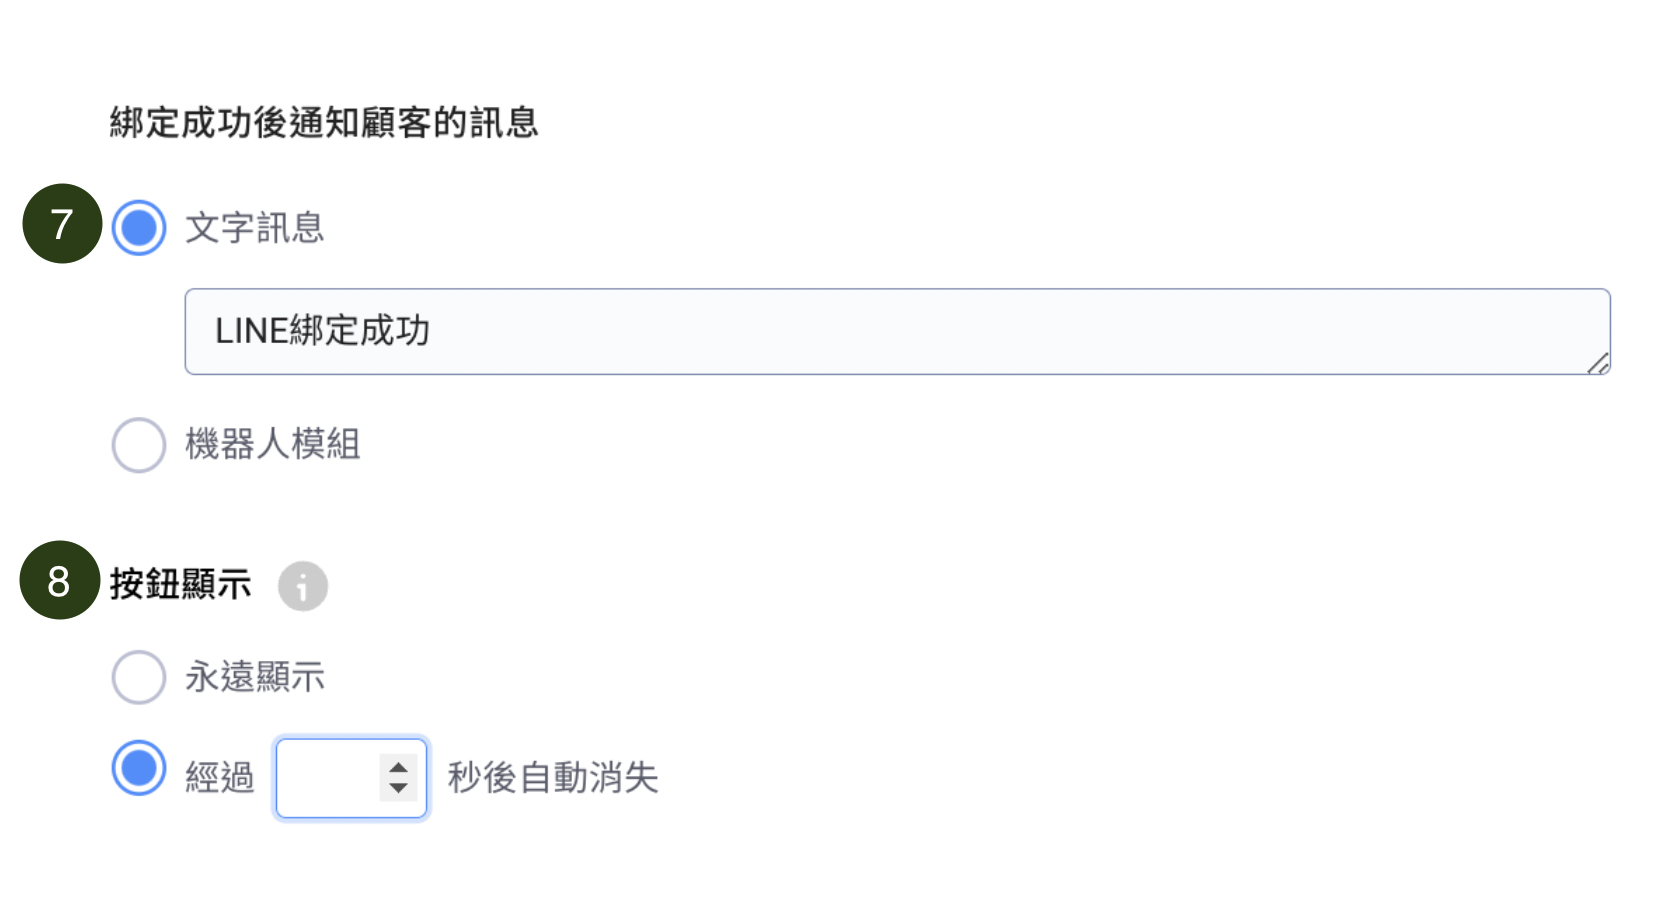 綁定成功後通知顧客的訊息
7 文字訊息
LINE綁定成功
機器人模組
8 按鈕顯示 i
永遠顯示
經過 秒後自動消失